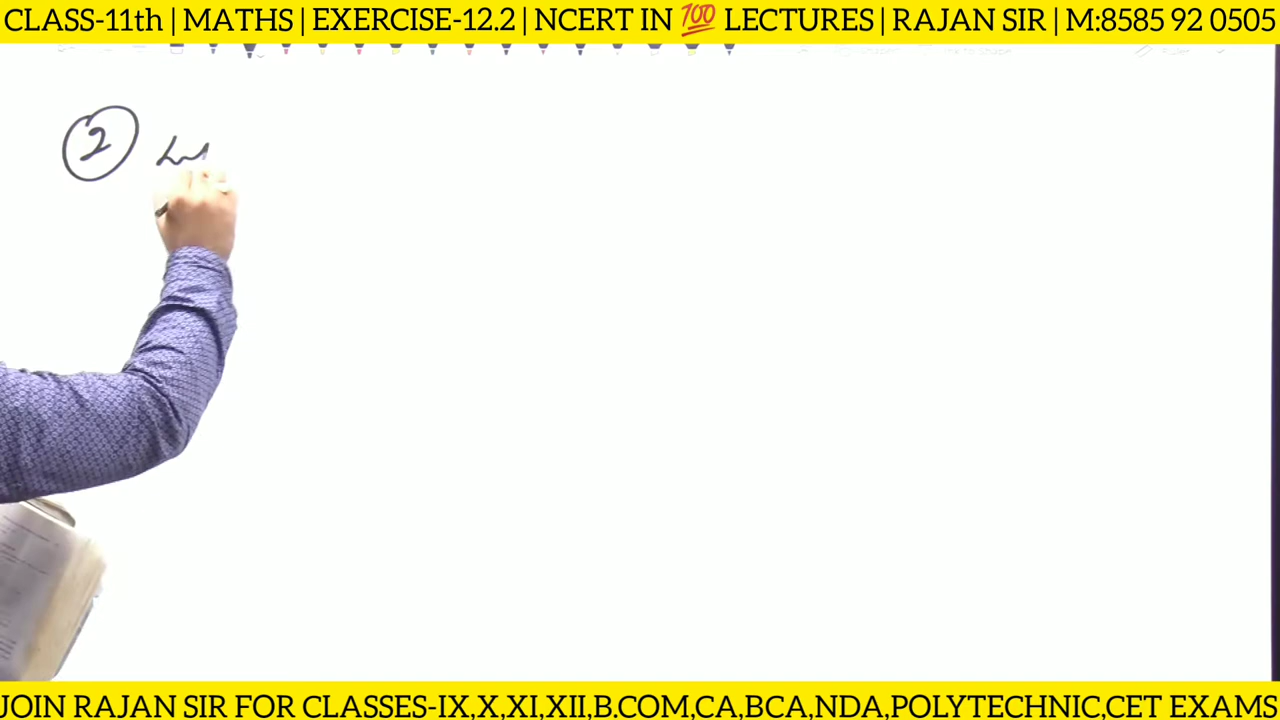 CLASS-11th | MATHS | EXERCISE-12.2 | NCERT IN 💯 LECTURES | RAJAN SIR | M:8585 92 0505
2
JOIN RAJAN SIR FOR CLASSES-IX,X,XI,XII,B.COM,CA,BCA,NDA,POLYTECHNIC,CET EXAMS